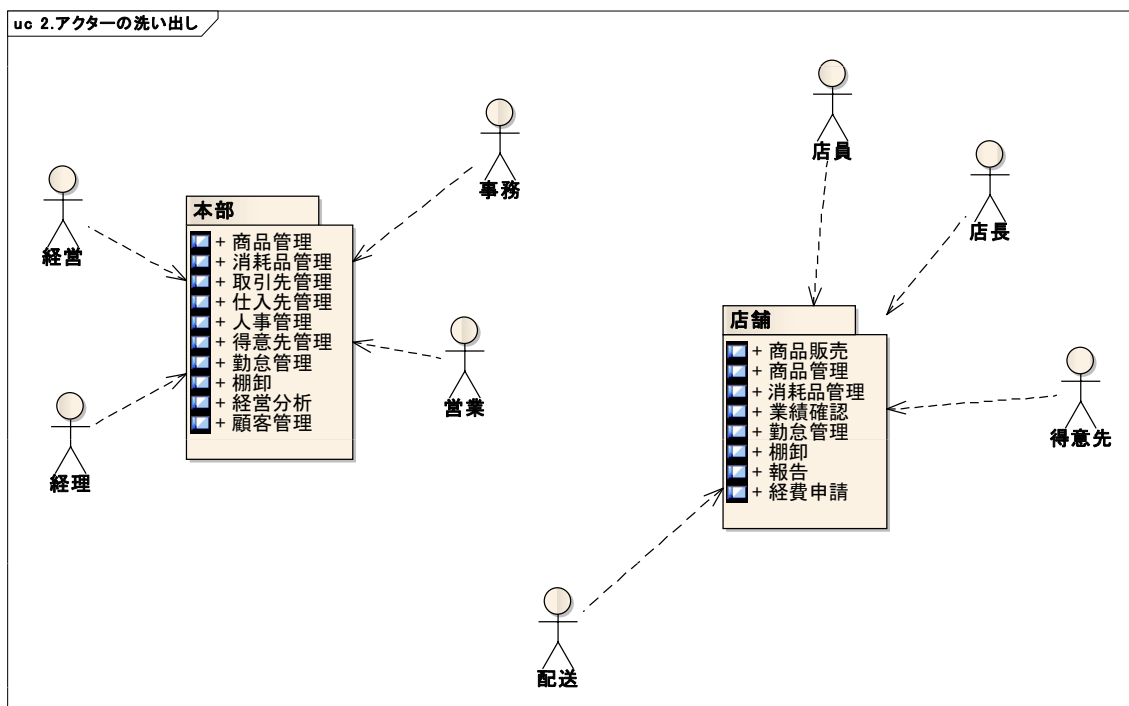 uc 2.アクターの洗い出し
経営
事務
経理
営業
本部
+ 商品管理
+ 消耗品管理
+ 取引先管理
+ 仕入先管理
+ 人事管理
+ 得意先管理
+ 勤怠管理
+ 棚卸
+ 経営分析
+ 顧客管理
店員
店長
得意先
配送
店舗
+ 商品販売
+ 商品管理
+ 消耗品管理
+ 業績確認
+ 勤怠管理
+ 棚卸
+ 報告
+ 経費申請